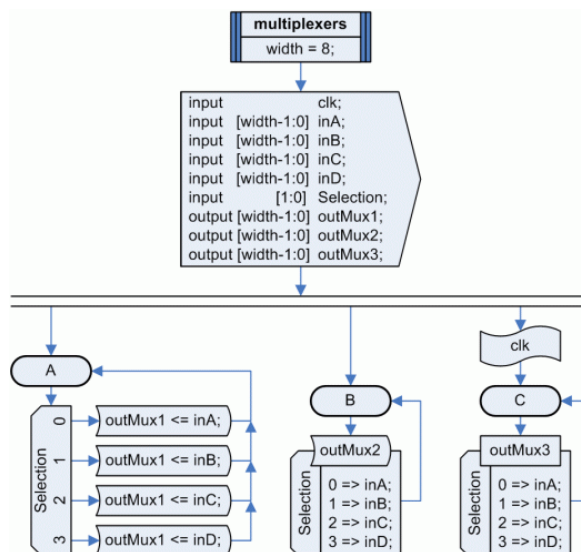 multiplexers
width = 8;
input clk;
input [width-1:0] inA;
input [width-1:0] inB;
input [width-1:0] inC;
input [width-1:0] inD;
input [1:0] Selection;
output [width-1:0] outMux1;
output [width-1:0] outMux2;
output [width-1:0] outMux3;
clk
A
B
C
Selection
0
outMux1 <= inA;
1
outMux1 <= inB;
2
outMux1 <= inC;
3
outMux1 <= inD;
outMux2
Selection
0 => inA;
1 => inB;
2 => inC;
3 => inD;
outMux3
Selection
0 => inA;
1 => inB;
2 => inC;
3 => inD;